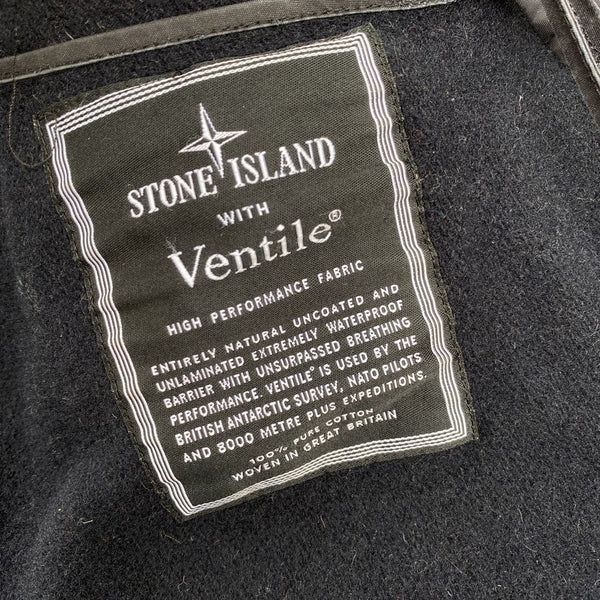 STONE ISLAND
WITH
Ventile®
HIGH PERFORMANCE FABRIC
ENTIRELY NATURAL UNCOATED AND
UNLAMINATED EXTREMELY WATERPROOF
BARRIER WITH UNSURPASSED BREATHING
PERFORMANCE. VENTILE® IS USED BY THE
BRITISH ANTARCTIC SURVEY, NATO PILOTS
AND 8000 METRE PLUS EXPEDITIONS.
100% PURE COTTON
WOVEN IN GREAT BRITAIN